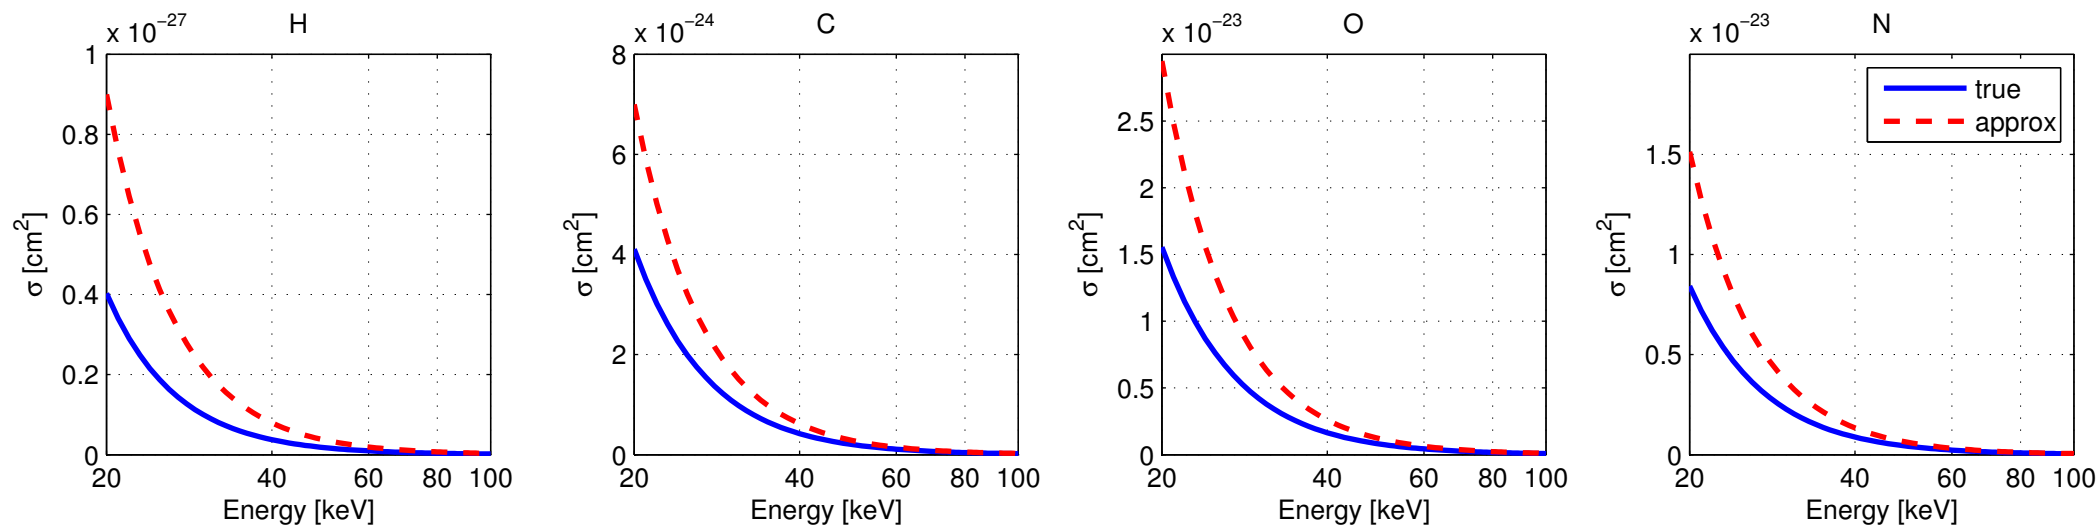 x 10⁻²⁷
H
1
0.8
0.6
0.4
0.2
0
σ [cm²]
20 40 60 80 100
Energy [keV]
x 10⁻²⁴
C
8
6
4
2
0
σ [cm²]
20 40 60 80 100
Energy [keV]
x 10⁻²³
O
2.5
2
1.5
1
0.5
0
σ [cm²]
20 40 60 80 100
Energy [keV]
x 10⁻²³
N
true
approx
1.5
1
0.5
0
σ [cm²]
20 40 60 80 100
Energy [keV]